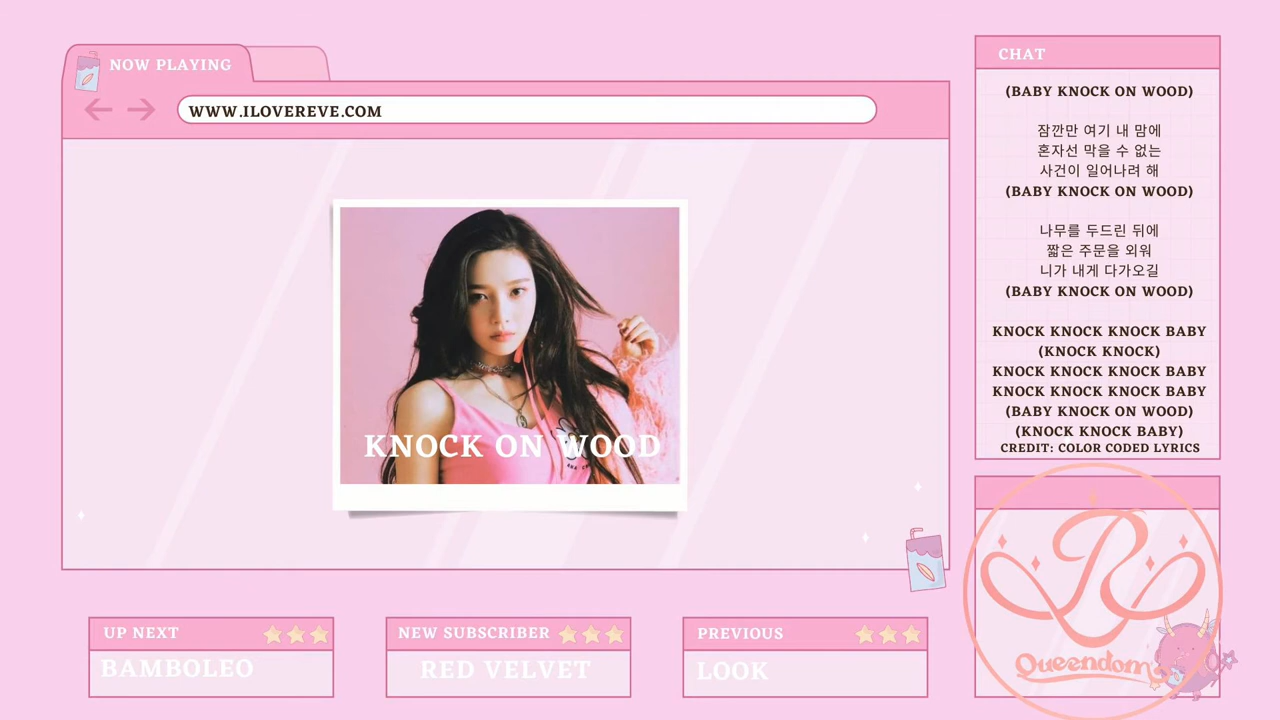 NOW PLAYING
WWW.ILOVEREVE.COM
KNOCK ON WOOD
CHAT
(BABY KNOCK ON WOOD)
잠깐만 여기 내 맘에
혼자선 막을 수 없는
사건이 일어나려 해
(BABY KNOCK ON WOOD)
나무를 두드린 뒤에
짧은 주문을 외워
니가 내게 다가오길
(BABY KNOCK ON WOOD)
KNOCK KNOCK KNOCK BABY
(KNOCK KNOCK)
KNOCK KNOCK KNOCK BABY
KNOCK KNOCK KNOCK BABY
(BABY KNOCK ON WOOD)
(KNOCK KNOCK BABY)
CREDIT: COLOR CODED LYRICS
UP NEXT
BAMBOLEO
NEW SUBSCRIBER
RED VELVET
PREVIOUS
LOOK
R
Queendom